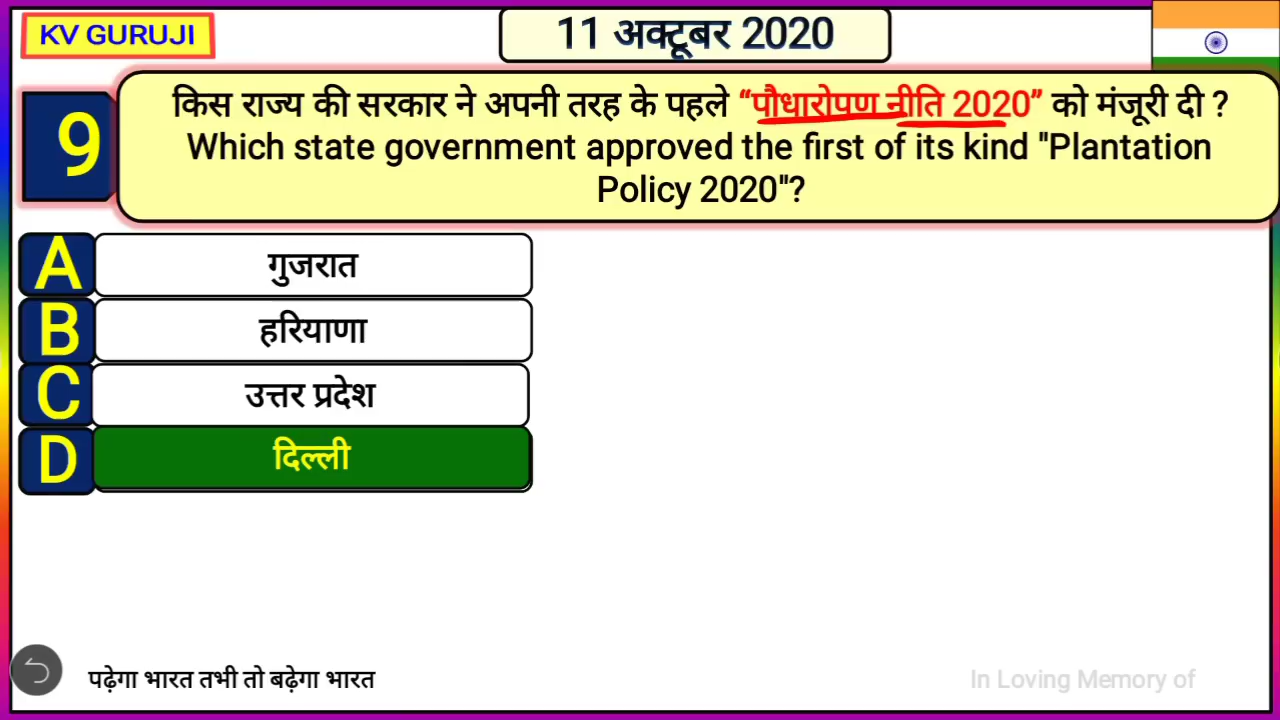 KV GURUJI
11 अक्टूबर 2020
9
किस राज्य की सरकार ने अपनी तरह के पहले “पौधारोपण नीति 2020” को मंजूरी दी ?
Which state government approved the first of its kind "Plantation
Policy 2020"?
A गुजरात
B हरियाणा
C उत्तर प्रदेश
D दिल्ली
पढ़ेगा भारत तभी तो बढ़ेगा भारत
In Loving Memory of